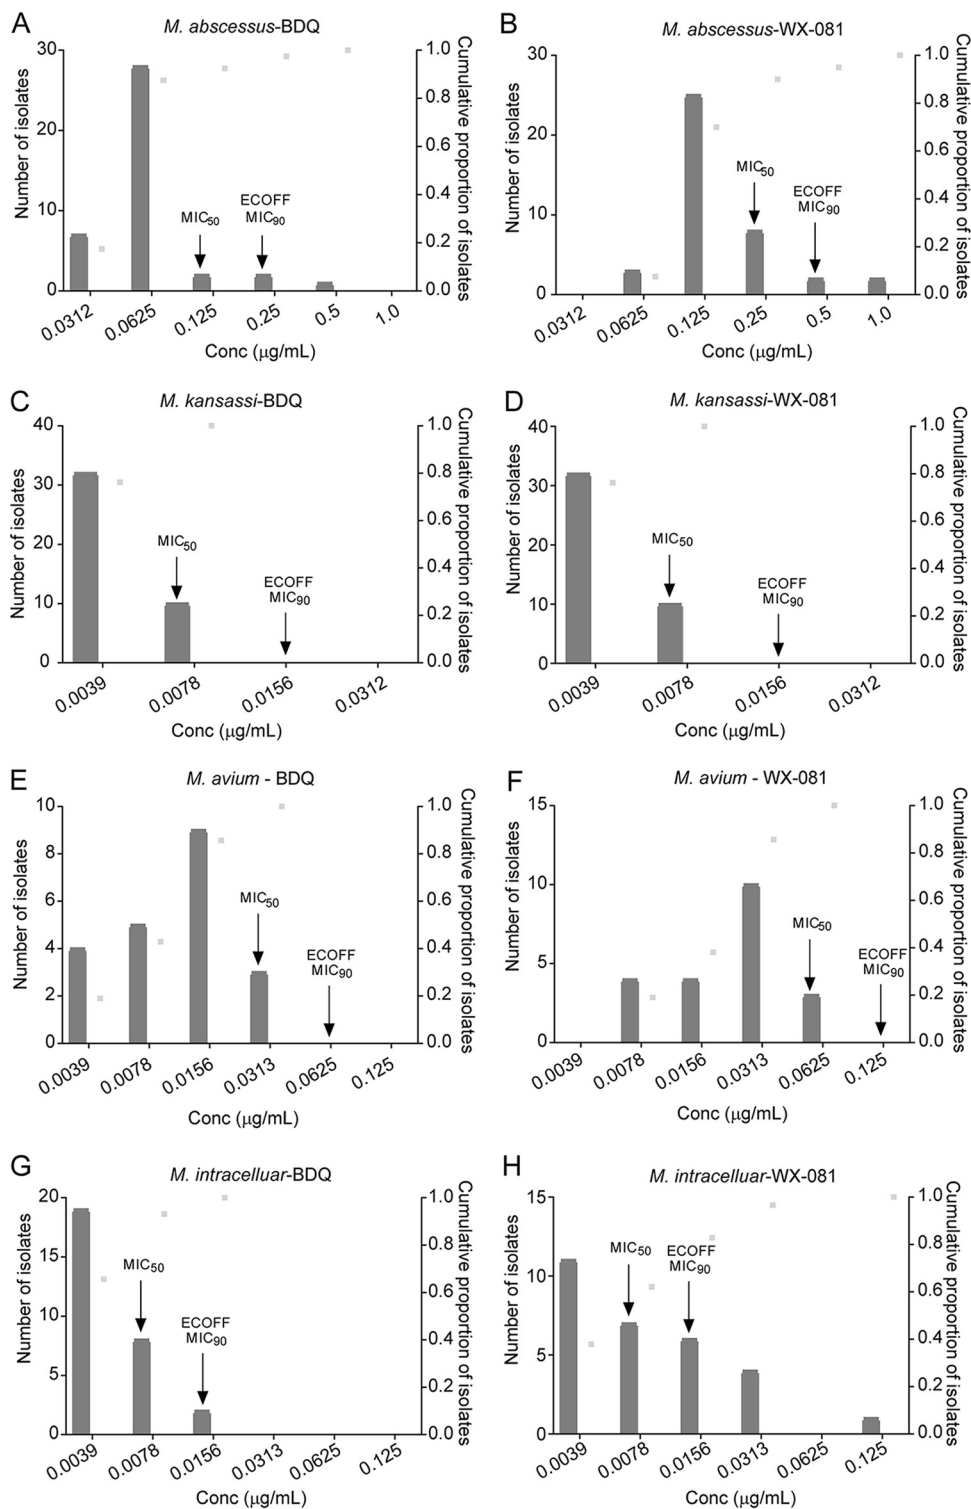 A
M. abscessus-BDQ
Number of isolates
30
20
10
0
MIC50
ECOFF
MIC90
1.0
0.8
0.6
0.4
0.2
0.0
Cumulative proportion of isolates
0.0312 0.0625 0.125 0.25 0.5 1.0
Conc (μg/mL)
B
M. abscessus-WX-081
Number of isolates
30
20
10
0
MIC50
ECOFF
MIC90
1.0
0.8
0.6
0.4
0.2
0.0
Cumulative proportion of isolates
0.0312 0.0625 0.125 0.25 0.5 1.0
Conc (μg/mL)
C
M. kansassi-BDQ
Number of isolates
40
30
20
10
0
MIC50
ECOFF
MIC90
1.0
0.8
0.6
0.4
0.2
0.0
Cumulative proportion of isolates
0.0039 0.0078 0.0156 0.0312
Conc (μg/mL)
D
M. kansassi-WX-081
Number of isolates
40
30
20
10
0
MIC50
ECOFF
MIC90
1.0
0.8
0.6
0.4
0.2
0.0
Cumulative proportion of isolates
0.0039 0.0078 0.0156 0.0312
Conc (μg/mL)
E
M. avium - BDQ
Number of isolates
10
8
6
4
2
0
MIC50
ECOFF
MIC90
1.0
0.8
0.6
0.4
0.2
0.0
Cumulative proportion of isolates
0.0039 0.0078 0.0156 0.0313 0.0625 0.125
Conc (μg/mL)
F
M. avium - WX-081
Number of isolates
15
10
5
0
MIC50
ECOFF
MIC90
1.0
0.8
0.6
0.4
0.2
0.0
Cumulative proportion of isolates
0.0039 0.0078 0.0156 0.0313 0.0625 0.125
Conc (μg/mL)
G
M. intracelluar-BDQ
Number of isolates
20
15
10
5
0
MIC50
ECOFF
MIC90
1.0
0.8
0.6
0.4
0.2
0.0
Cumulative proportion of isolates
0.0039 0.0078 0.0156 0.0313 0.0625 0.125
Conc (μg/mL)
H
M. intracelluar-WX-081
Number of isolates
15
10
5
0
MIC50
ECOFF
MIC90
1.0
0.8
0.6
0.4
0.2
0.0
Cumulative proportion of isolates
0.0039 0.0078 0.0156 0.0313 0.0625 0.125
Conc (μg/mL)